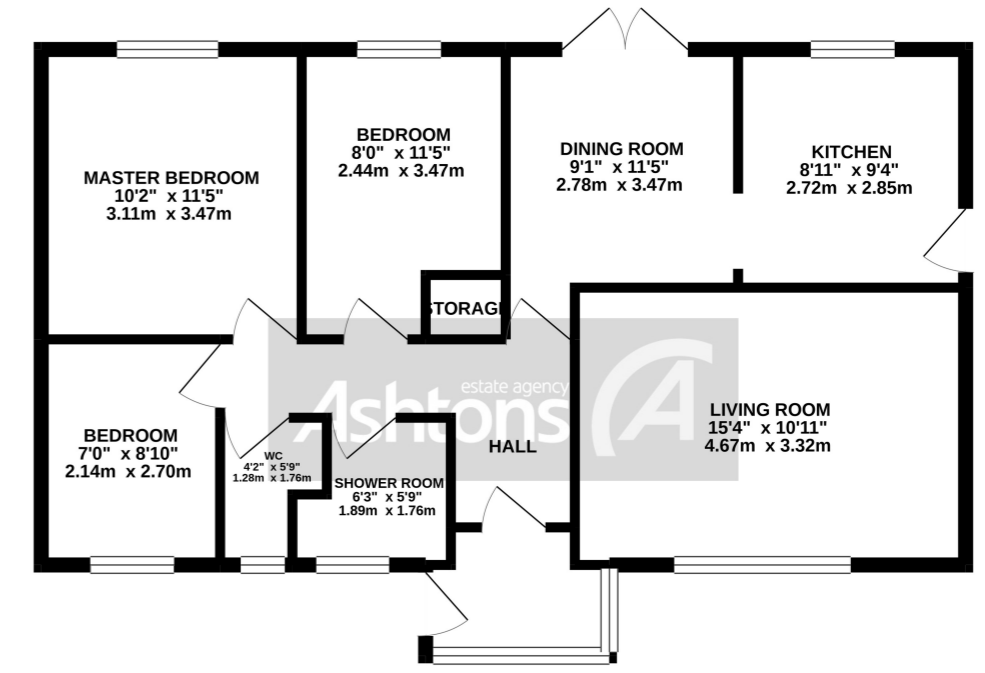 MASTER BEDROOM
10'2" x 11'5"
3.11m x 3.47m
BEDROOM
8'0" x 11'5"
2.44m x 3.47m
DINING ROOM
9'1" x 11'5"
2.78m x 3.47m
KITCHEN
8'11" x 9'4"
2.72m x 2.85m
STORAGE
estate agency
Ashtons
A
HALL
LIVING ROOM
15'4" x 10'11"
4.67m x 3.32m
BEDROOM
7'0" x 8'10"
2.14m x 2.70m
WC
4'2" x 5'9"
1.28m x 1.76m
SHOWER ROOM
6'3" x 5'9"
1.89m x 1.76m